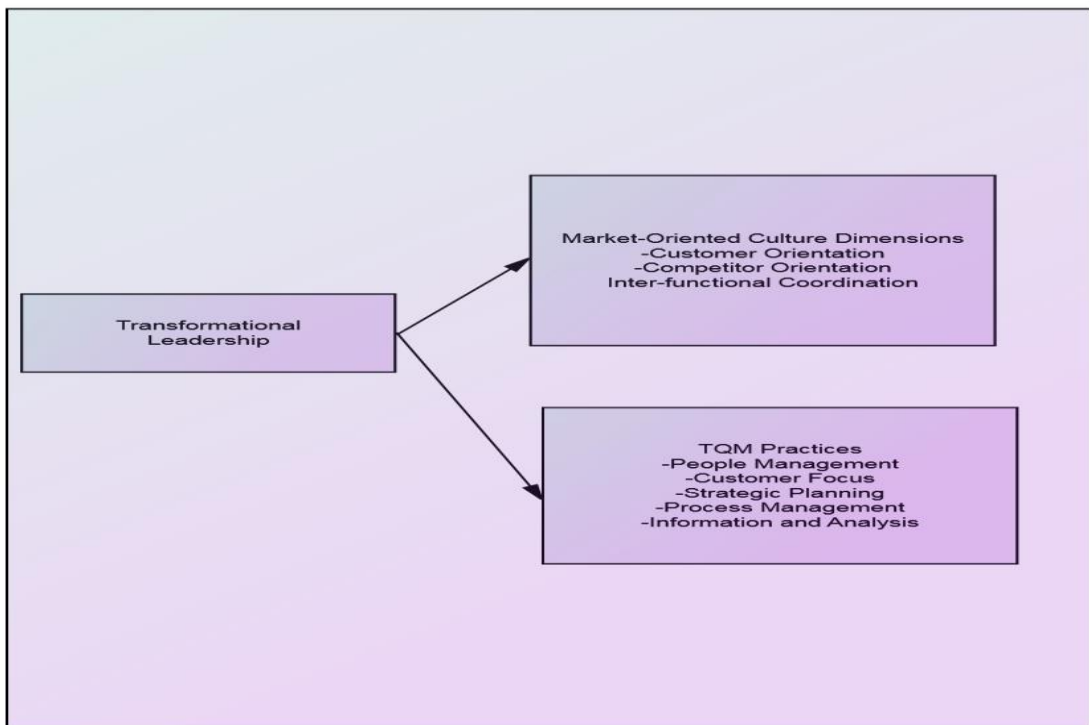 Transformational
Leadership
Market-Oriented Culture Dimensions
-Customer Orientation
-Competitor Orientation
Inter-functional Coordination
TQM Practices
-People Management
-Customer Focus
-Strategic Planning
-Process Management
-Information and Analysis